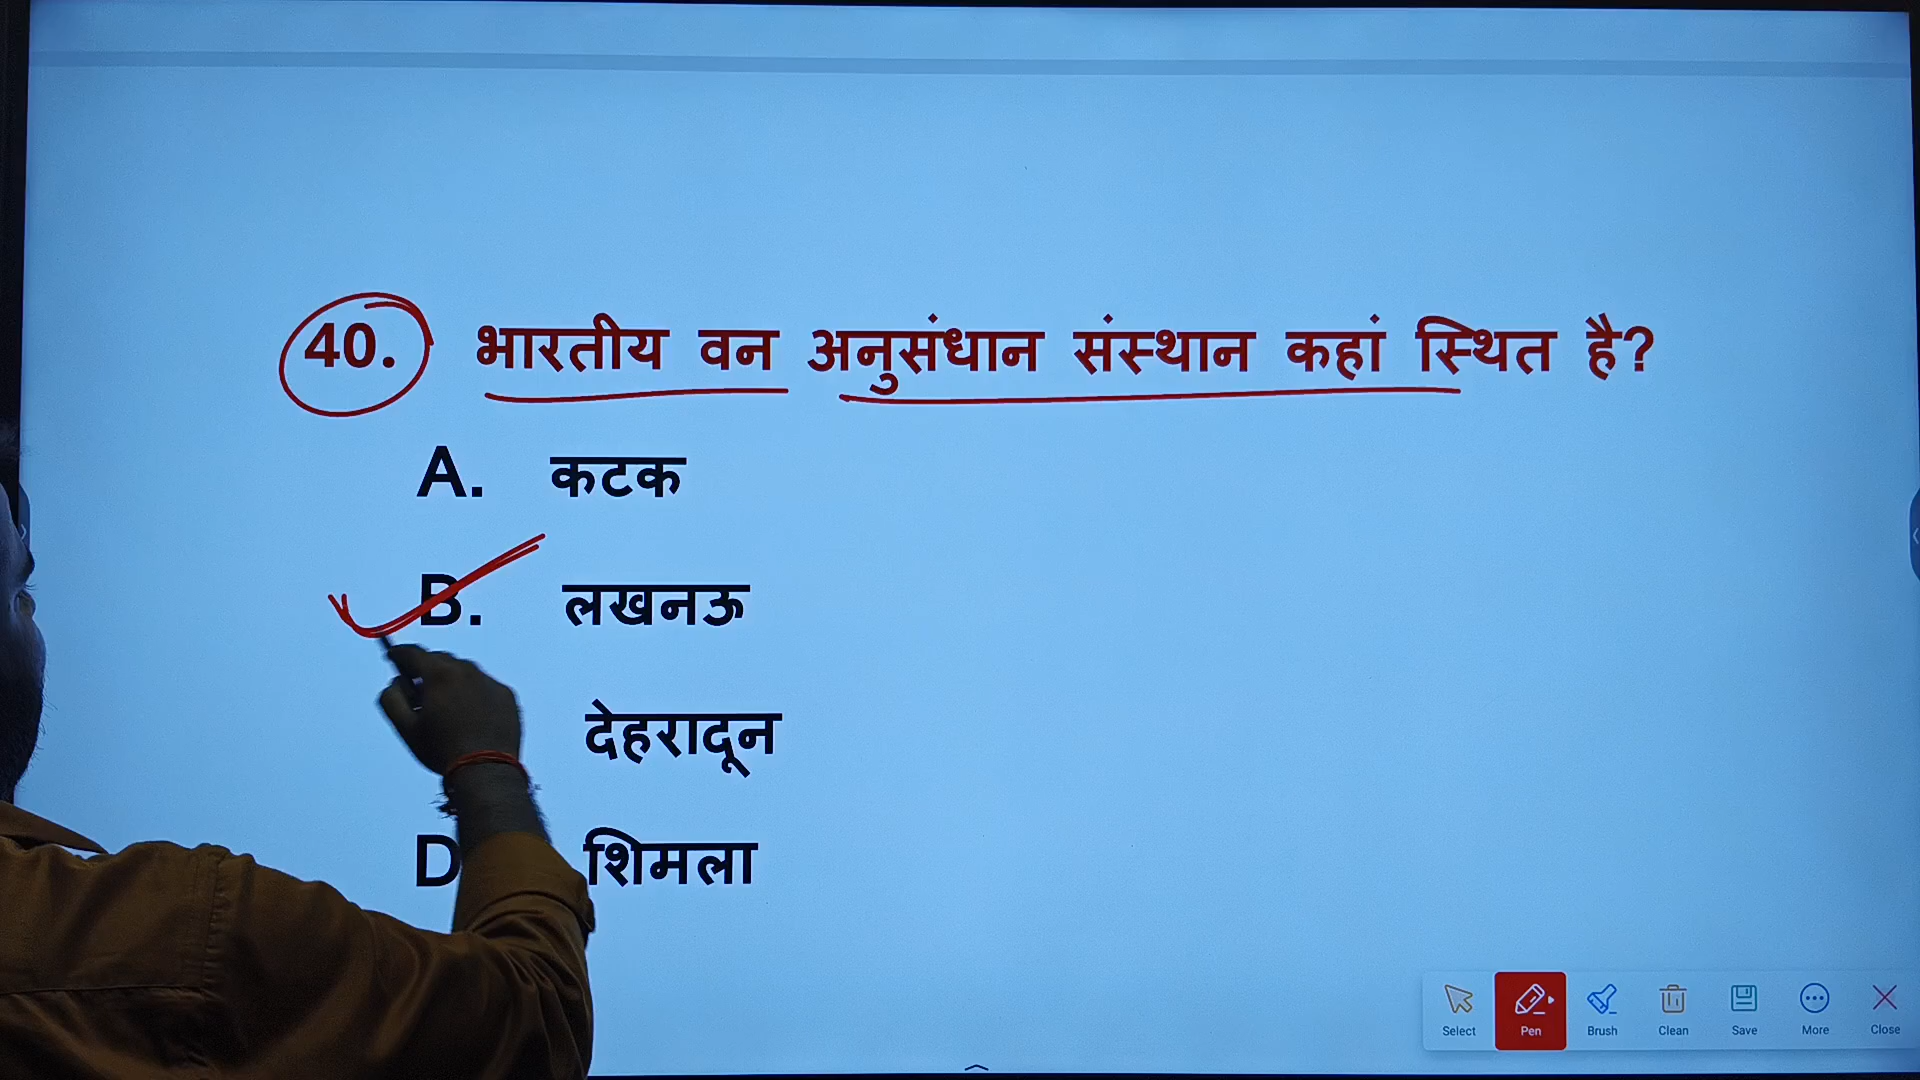 40. भारतीय वन अनुसंधान संस्थान कहां स्थित है?
A. कटक
B. लखनऊ
देहरादून
D शिमला
Select Pen Brush Clean Save More Close